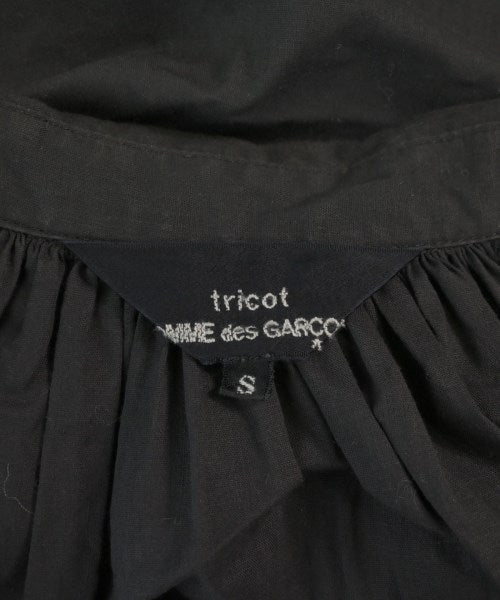 tricot
OMME des GARÇO
*
S